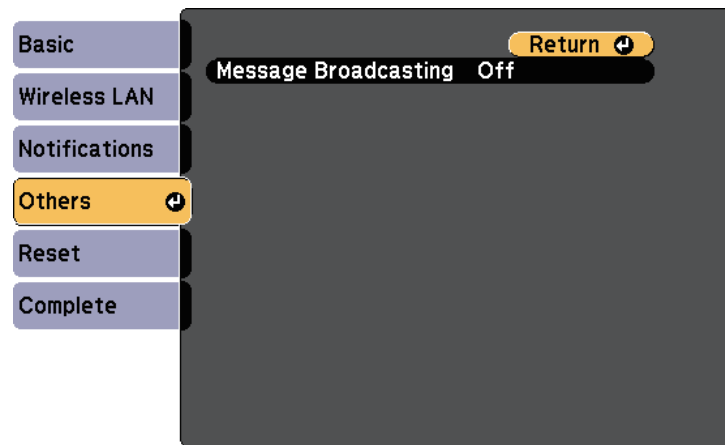 Basic
Wireless LAN
Notifications
Others
Reset
Complete
Return
Message Broadcasting Off